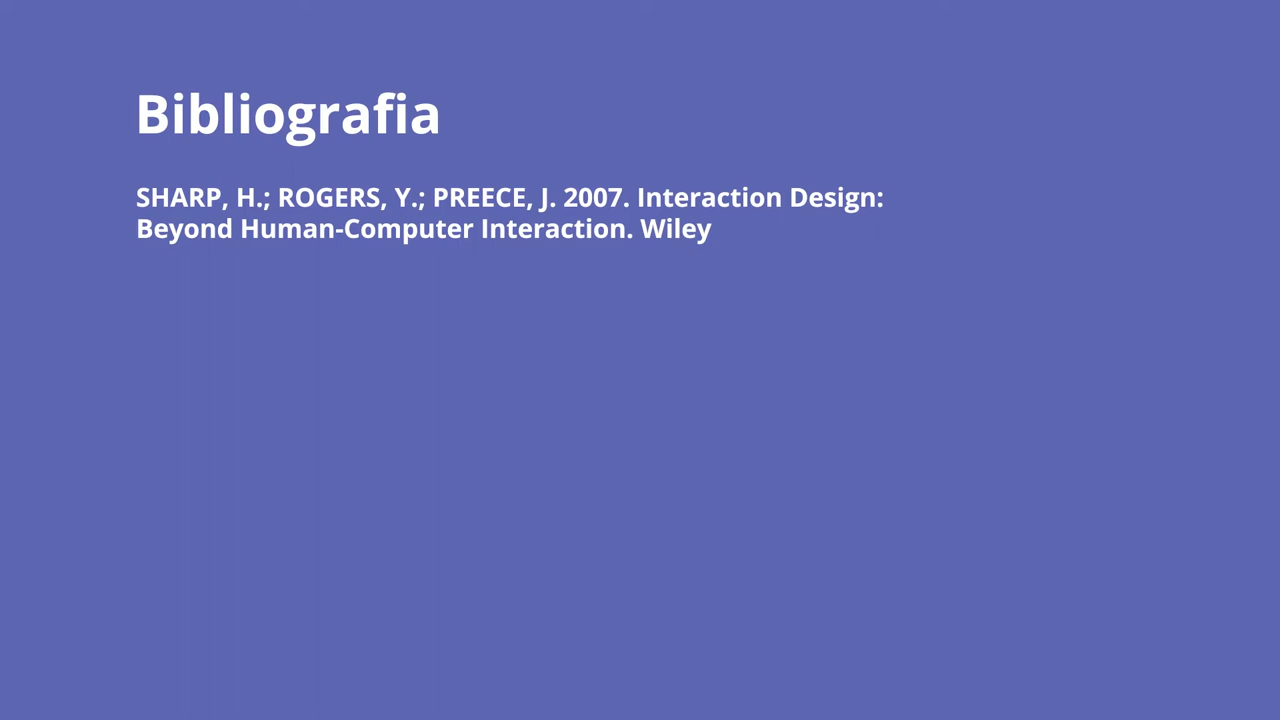 Bibliografia
SHARP, H.; ROGERS, Y.; PREECE, J. 2007. Interaction Design:
Beyond Human-Computer Interaction. Wiley